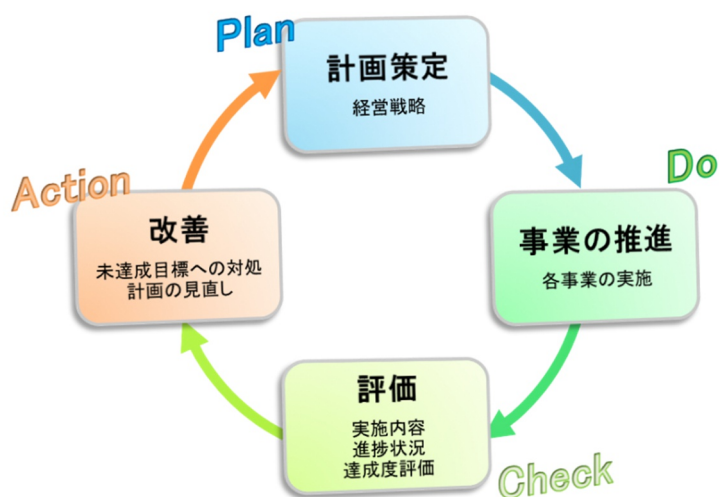 Plan
計画策定
経営戦略
Do
事業の推進
各事業の実施
Check
評価
実施内容
進捗状況
達成度評価
Action
改善
未達成目標への対処
計画の見直し